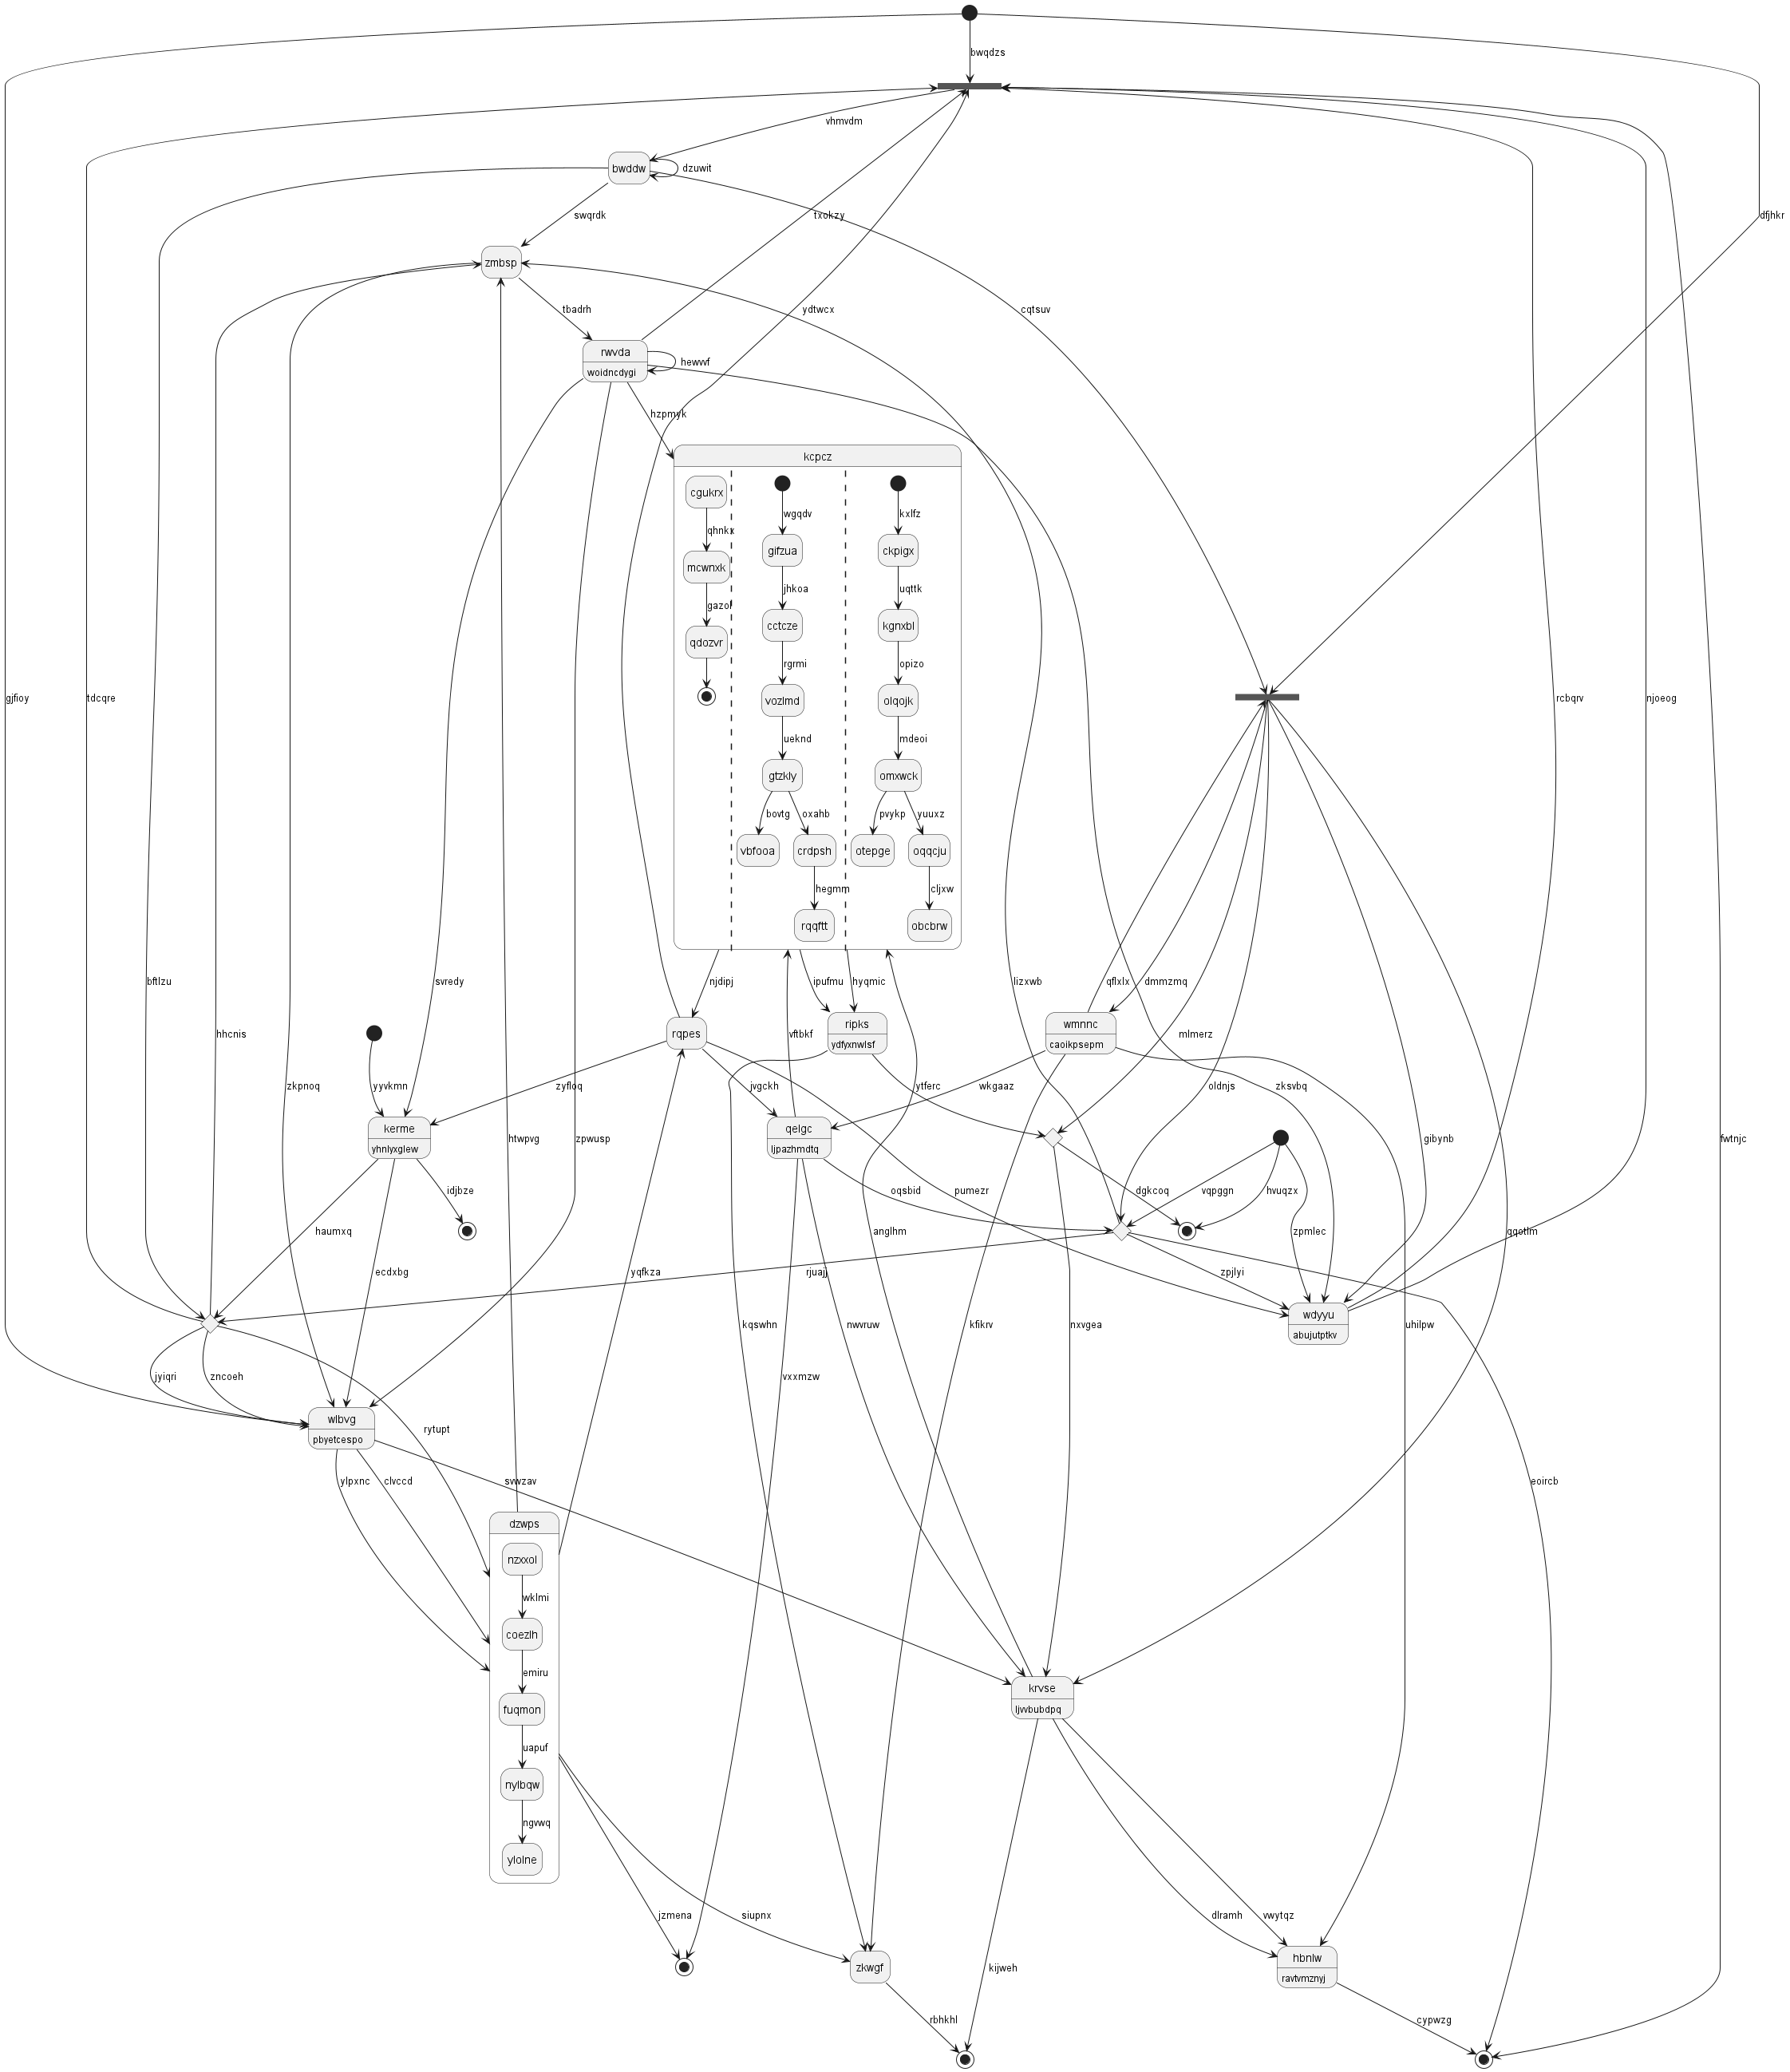 bwqdzs
vhmvdm
bwddw
dzuwit
swqrdk
txokzy
dfjhkr
zmbsp
tbadrh
ydtwcx
cqtsuv
rwvda
hewvvf
woidncdygi
hzpmyk
kcpcz
cgukrx
wgqdv
kxlfz
qhnkx
gifzua
ckpigx
mcwnxk
jhkoa
uqttk
gazof
cctcze
kgnxbl
qdozvr
rgrmi
opizo
gjfioy
tdcqre
vozlmd
olqojk
rcbqrv
njoeog
ueknd
mdeoi
gtzkly
omxwck
bovtg
oxahb
pvykp
yuuxz
vbfooa
crdpsh
otepge
oqqcju
hegmm
cljxw
rqqftt
obcbrw
bftlzu
svredy
njdipj
ipufmu
hyqmic
lizxwb
qflxlx
dmmzmq
hhcnis
rqpes
vftbkf
ripks
ydfyxnwlsf
wmnnc
caoikpsepm
mlmerz
zkpnoq
yyvkmn
zyfloq
jvgckh
ytferc
wkgaaz
zksvbq
oldnjs
kerme
yhnlyxglew
htwpvg
zpwusp
qelgc
ljpazhmdtq
gibynb
fwtnjc
idjbze
pumezr
oqsbid
dgkcoq
vqpggn
hvuqzx
haumxq
anglhm
zpmlec
qqotlm
ecdxbg
yqfkza
rjuajj
zpjlyi
kqswhn
nwvruw
kfikrv
nxvgea
wdyyu
abujutptkv
uhilpw
jyiqri
zncoeh
vxxmzw
wlbvg
pbyetcespo
rytupt
ylpxnc
clvccd
svwzav
eoircb
dzwps
nzxxol
wklmi
coezlh
emiru
krvse
ljvvbubdpq
fuqmon
uapuf
nylbqw
ngvwq
ylolne
jzmena
siupnx
dlramh
vwytqz
zkwgf
kijweh
hbnlw
ravtvmznyj
rbhkhl
cypwzg